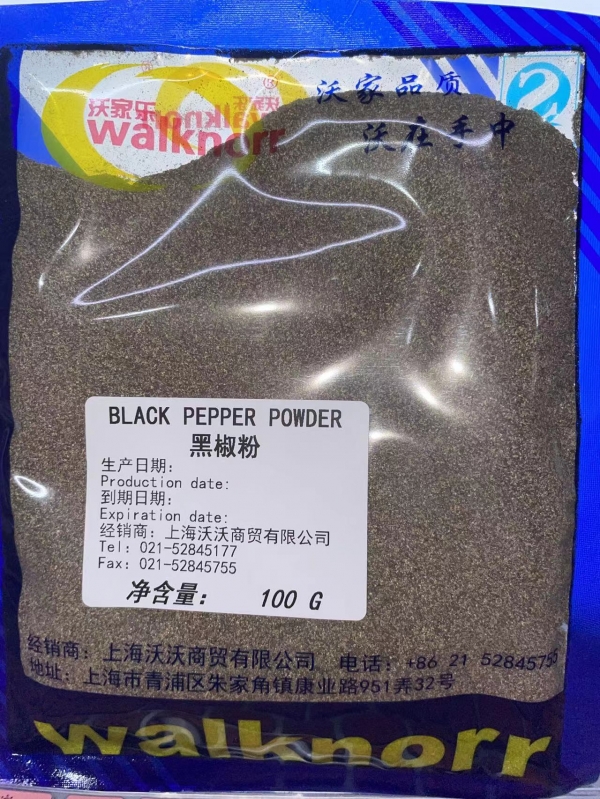 沃家乐
walknorr
沃家品质
沃在手中
BLACK PEPPER POWDER
黑椒粉
生产日期:
Production date:
到期日期:
Expiration date:
经销商: 上海沃沃商贸有限公司
Tel: 021-52845177
Fax: 021-52845755
净含量: 100 G
经销商: 上海沃沃商贸有限公司 电话: +86 21 52845755
地址: 上海市青浦区朱家角镇康业路951弄32号
walknorr